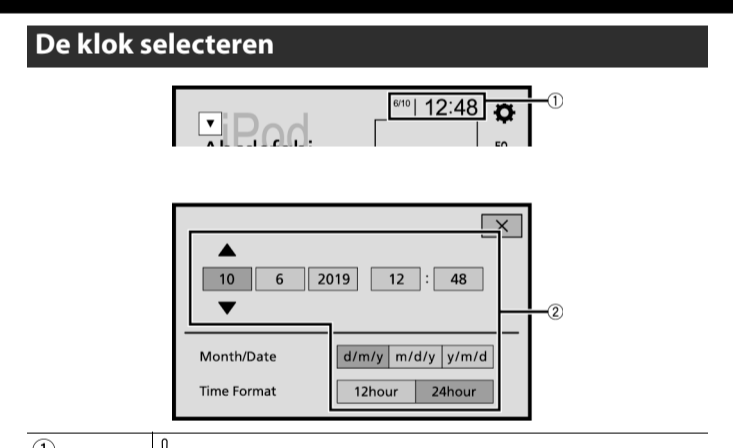 De klok selecteren
6/10 12:48 ①
▼ iPod
10 6 2019 12 : 48
②
Month/Date d/m/y m/d/y y/m/d
Time Format 12hour 24hour
①